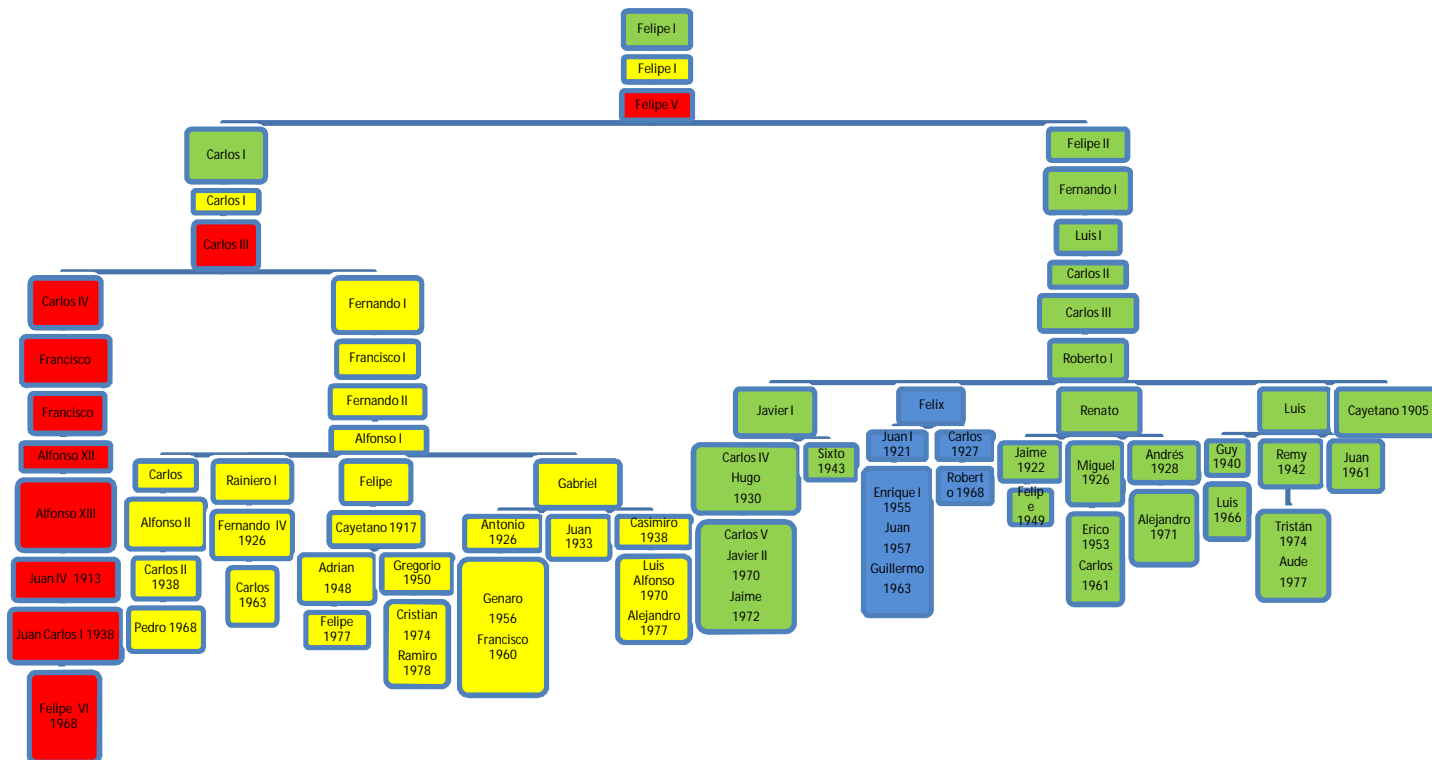 Felipe I
Felipe I
Felipe V
Carlos I
Carlos I
Carlos III
Carlos IV
Francisco
Francisco
Alfonso XII
Alfonso XIII
Juan IV 1913
Juan Carlos I 1938
Felipe VI
1968
Fernando I
Francisco I
Fernando II
Alfonso I
Carlos
Alfonso II
Carlos II
1938
Pedro 1968
Rainiero I
Fernando IV
1926
Carlos
1963
Felipe
Cayetano 1917
Adrian
1948
Felipe
1977
Gregorio
1950
Cristian
1974
Ramiro
1978
Gabriel
Antonio
1926
Genaro
1956
Francisco
1960
Juan
1933
Casimiro
1938
Luis
Alfonso
1970
Alejandro
1977
Felipe II
Fernando I
Luis I
Carlos II
Carlos III
Roberto I
Javier I
Carlos IV
Hugo
1930
Carlos V
Javier II
1970
Jaime
1972
Sixto
1943
Felix
Juan I
1921
Enrique I
1955
Juan
1957
Guillermo
1963
Carlos
1927
Robert
o 1968
Renato
Jaime
1922
Felip
e
1949
Miguel
1926
Erico
1953
Carlos
1961
Andrés
1928
Alejandro
1971
Luis
Guy
1940
Luis
1966
Remy
1942
Tristán
1974
Aude
1977
Juan
1961
Cayetano 1905